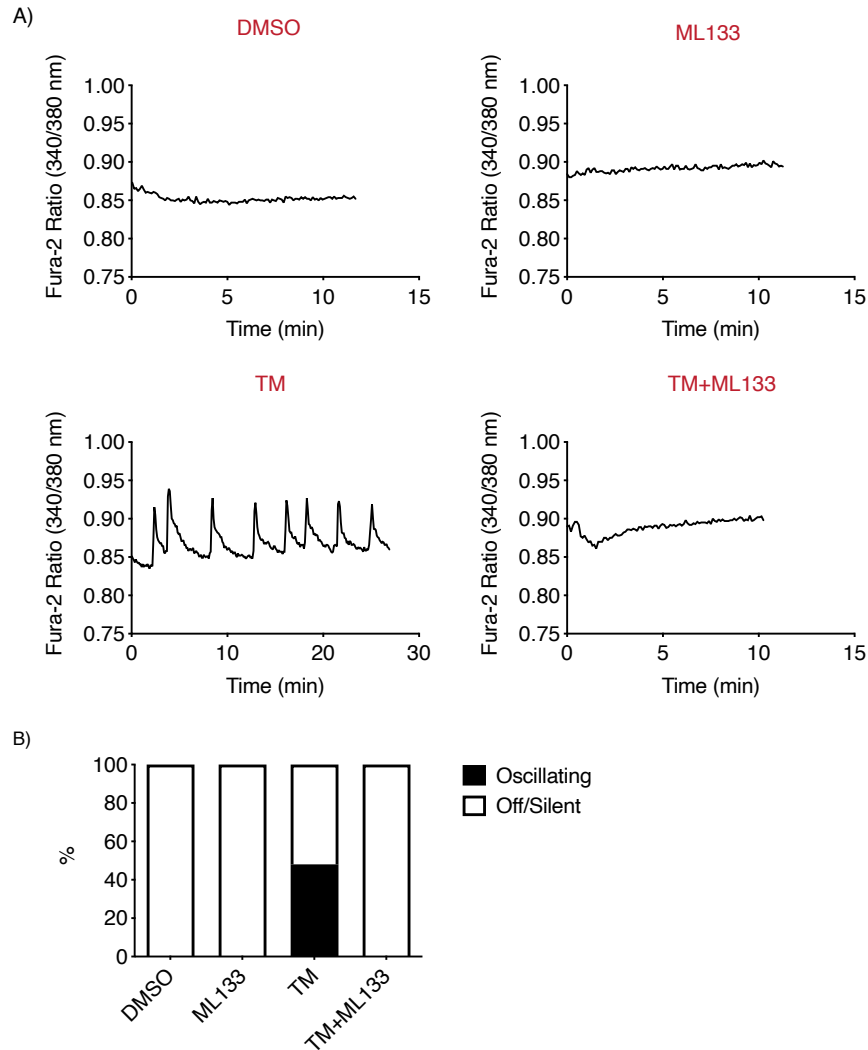 A)
DMSO
Fura-2 Ratio (340/380 nm)
1.00
0.95
0.90
0.85
0.80
0.75
0
5
10
15
Time (min)
ML133
Fura-2 Ratio (340/380 nm)
1.00
0.95
0.90
0.85
0.80
0.75
0
5
10
15
Time (min)
TM
Fura-2 Ratio (340/380 nm)
1.00
0.95
0.90
0.85
0.80
0.75
0
10
20
30
Time (min)
TM+ML133
Fura-2 Ratio (340/380 nm)
1.00
0.95
0.90
0.85
0.80
0.75
0
5
10
15
Time (min)
B)
%
100
80
60
40
20
0
DMSO
ML133
TM
TM+ML133
Oscillating
Off/Silent